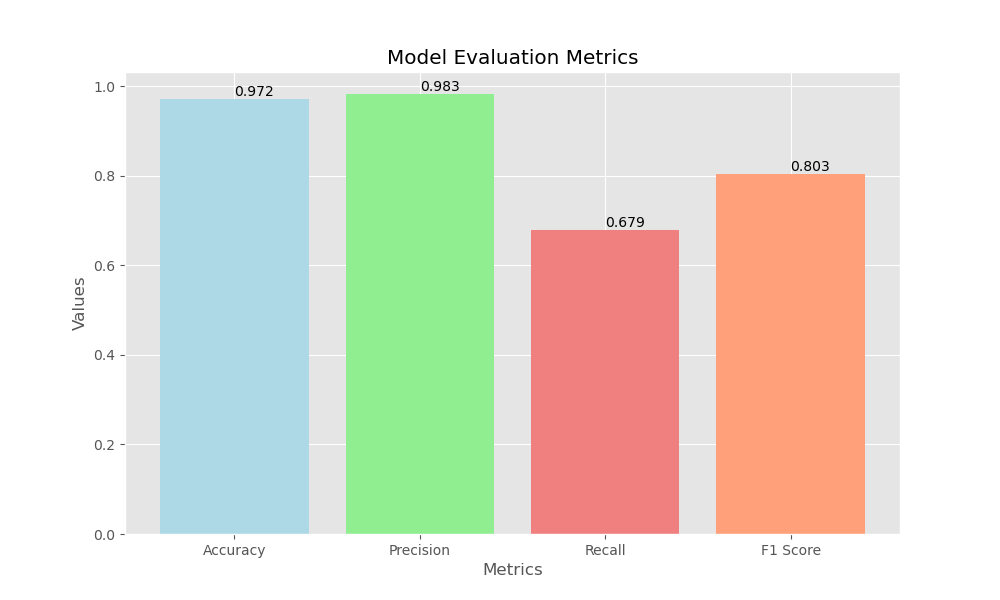 Model Evaluation Metrics
1.0
0.8
0.6
0.4
0.2
0.0
Values
0.972
0.983
0.679
0.803
Accuracy
Precision
Recall
F1 Score
Metrics